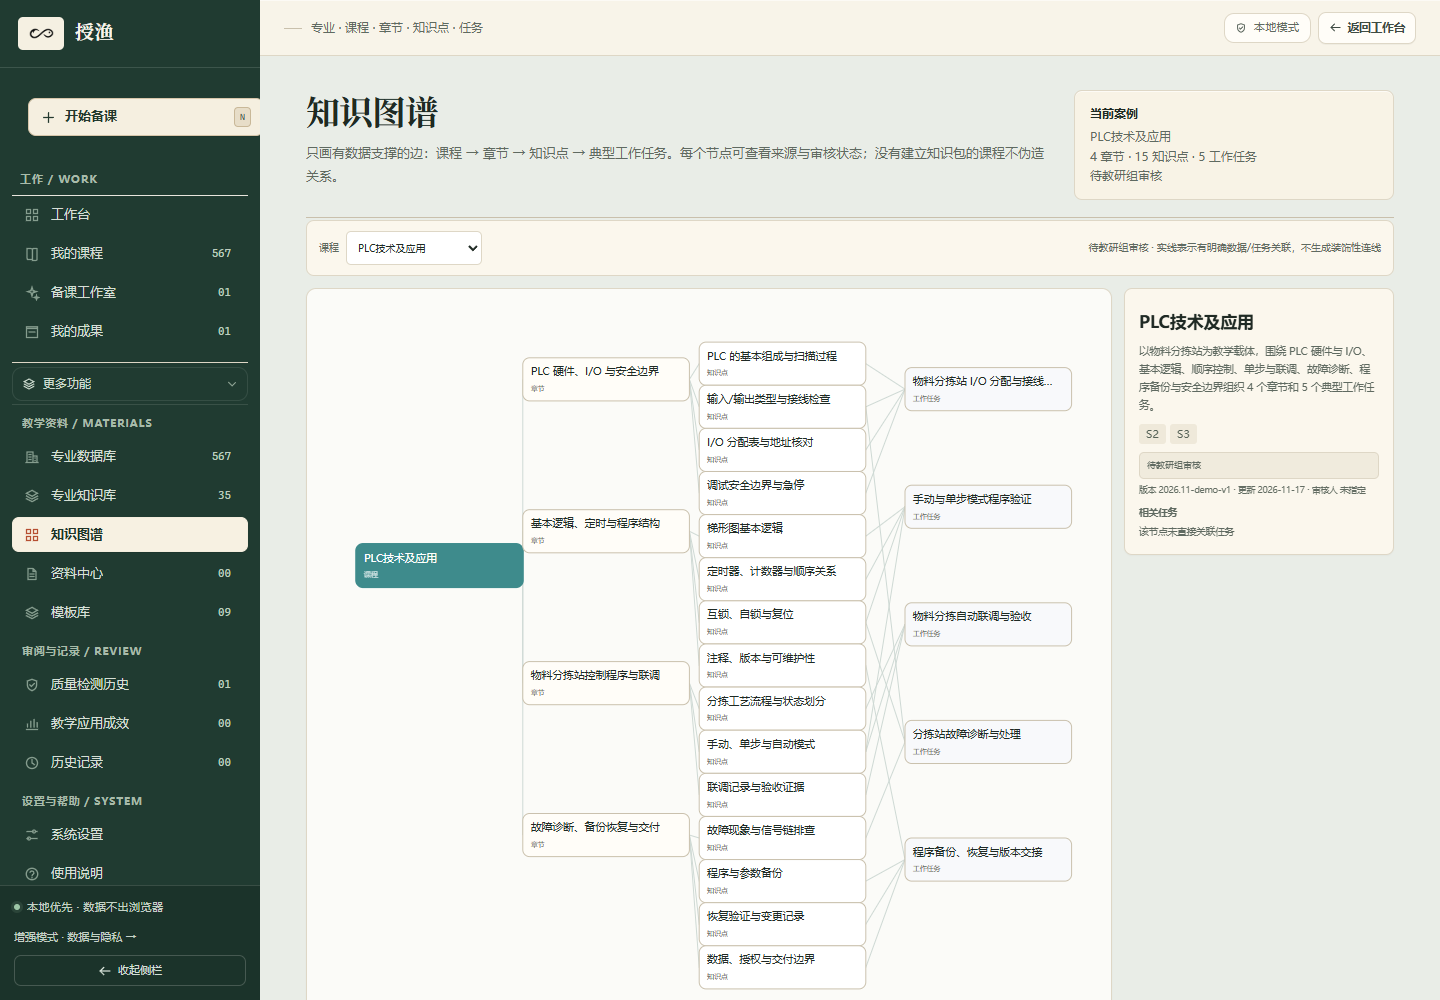 授渔
开始备课
N
工作 / WORK
工作台
我的课程 567
备课工作室 01
我的成果 01
更多功能
教学资料 / MATERIALS
专业数据库 567
专业知识库 35
知识图谱
资料中心 00
模板库 09
审阅与记录 / REVIEW
质量检测历史 01
教学应用成效 00
历史记录 00
设置与帮助 / SYSTEM
系统设置
使用说明
本地优先 · 数据不出浏览器
增强模式 · 数据与隐私 →
← 收起侧栏
专业 · 课程 · 章节 · 知识点 · 任务
本地模式
← 返回工作台
知识图谱
只画有数据支撑的边：课程 → 章节 → 知识点 → 典型工作任务。每个节点可查看来源与审核状态；没有建立知识包的课程不伪造
关系。
当前案例
PLC技术及应用
4 章节 · 15 知识点 · 5 工作任务
待教研组审核
课程
PLC技术及应用
待教研组审核 · 实线表示有明确数据/任务关联，不生成装饰性连线
PLC技术及应用
课程
PLC 硬件、I/O 与安全边界
章节
基本逻辑、定时与程序结构
章节
物料分拣站控制程序与联调
章节
故障诊断、备份恢复与交付
章节
PLC 的基本组成与扫描过程
知识点
输入/输出类型与接线检查
知识点
I/O 分配表与地址核对
知识点
调试安全边界与急停
知识点
梯形图基本逻辑
知识点
定时器、计数器与顺序关系
知识点
互锁、自锁与复位
知识点
注释、版本与可维护性
知识点
分拣工艺流程与状态划分
知识点
手动、单步与自动模式
知识点
联调记录与验收证据
知识点
故障现象与信号链排查
知识点
程序与参数备份
知识点
恢复验证与变更记录
知识点
数据、授权与交付边界
知识点
物料分拣站 I/O 分配与接线...
工作任务
手动与单步模式程序验证
工作任务
物料分拣自动联调与验收
工作任务
分拣站故障诊断与处理
工作任务
程序备份、恢复与版本交接
工作任务
PLC技术及应用
以物料分拣站为教学载体，围绕 PLC 硬件与 I/O、
基本逻辑、顺序控制、单步与联调、故障诊断、程
序备份与安全边界组织 4 个章节和 5 个典型工作任
务。
S2 S3
待教研组审核
版本 2026.11-demo-v1 · 更新 2026-11-17 · 审核人 未指定
相关任务
该节点未直接关联任务